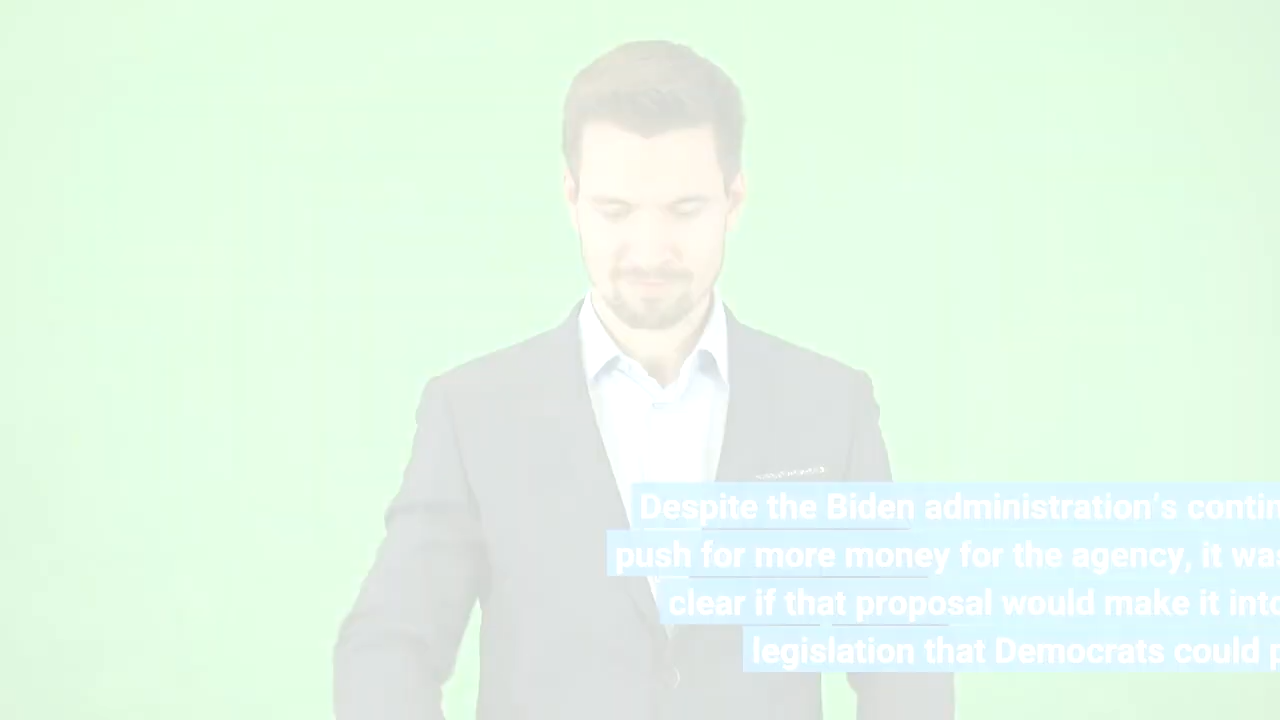 Despite the Biden administration's contin
push for more money for the agency, it was
clear if that proposal would make it into
legislation that Democrats could p